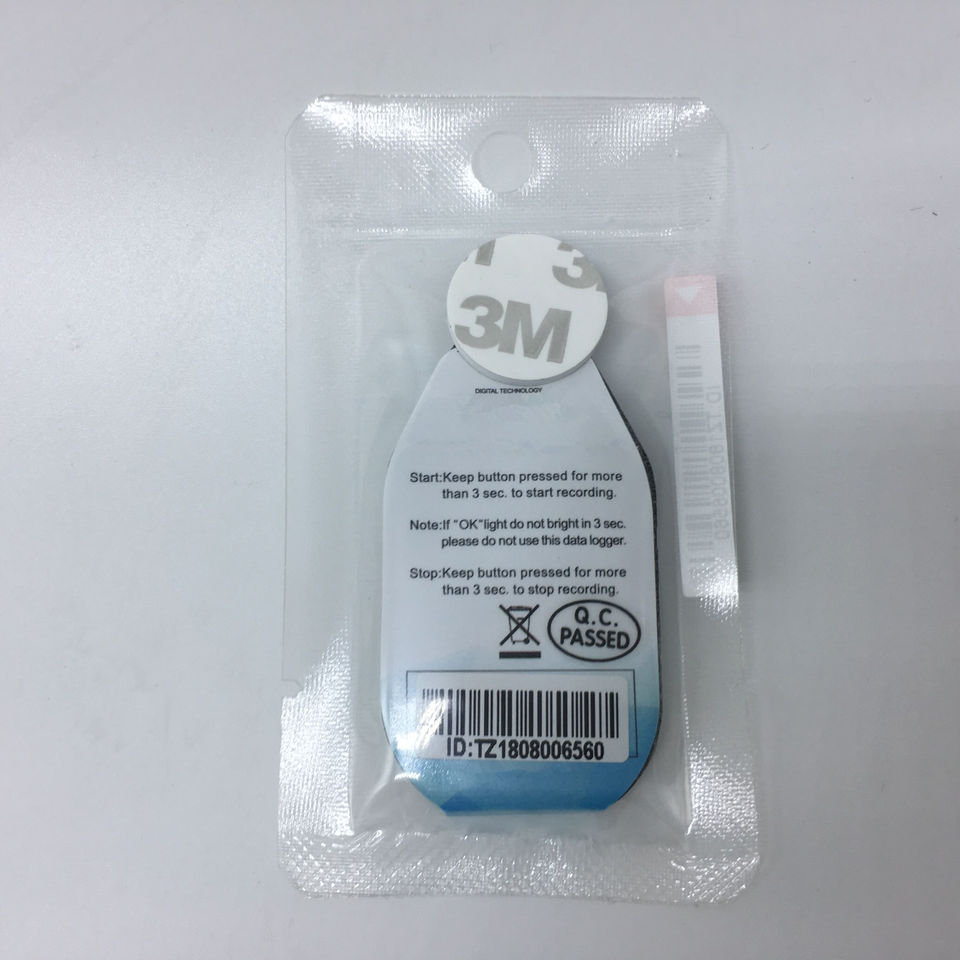 3M
DIGITAL TECHNOLOGY
Start:Keep button pressed for more
than 3 sec. to start recording.
Note:If "OK"light do not bright in 3 sec.
please do not use this data logger.
Stop:Keep button pressed for more
than 3 sec. to stop recording.
Q.C.
PASSED
ID:TZ1808006560
ID TZ1808006560